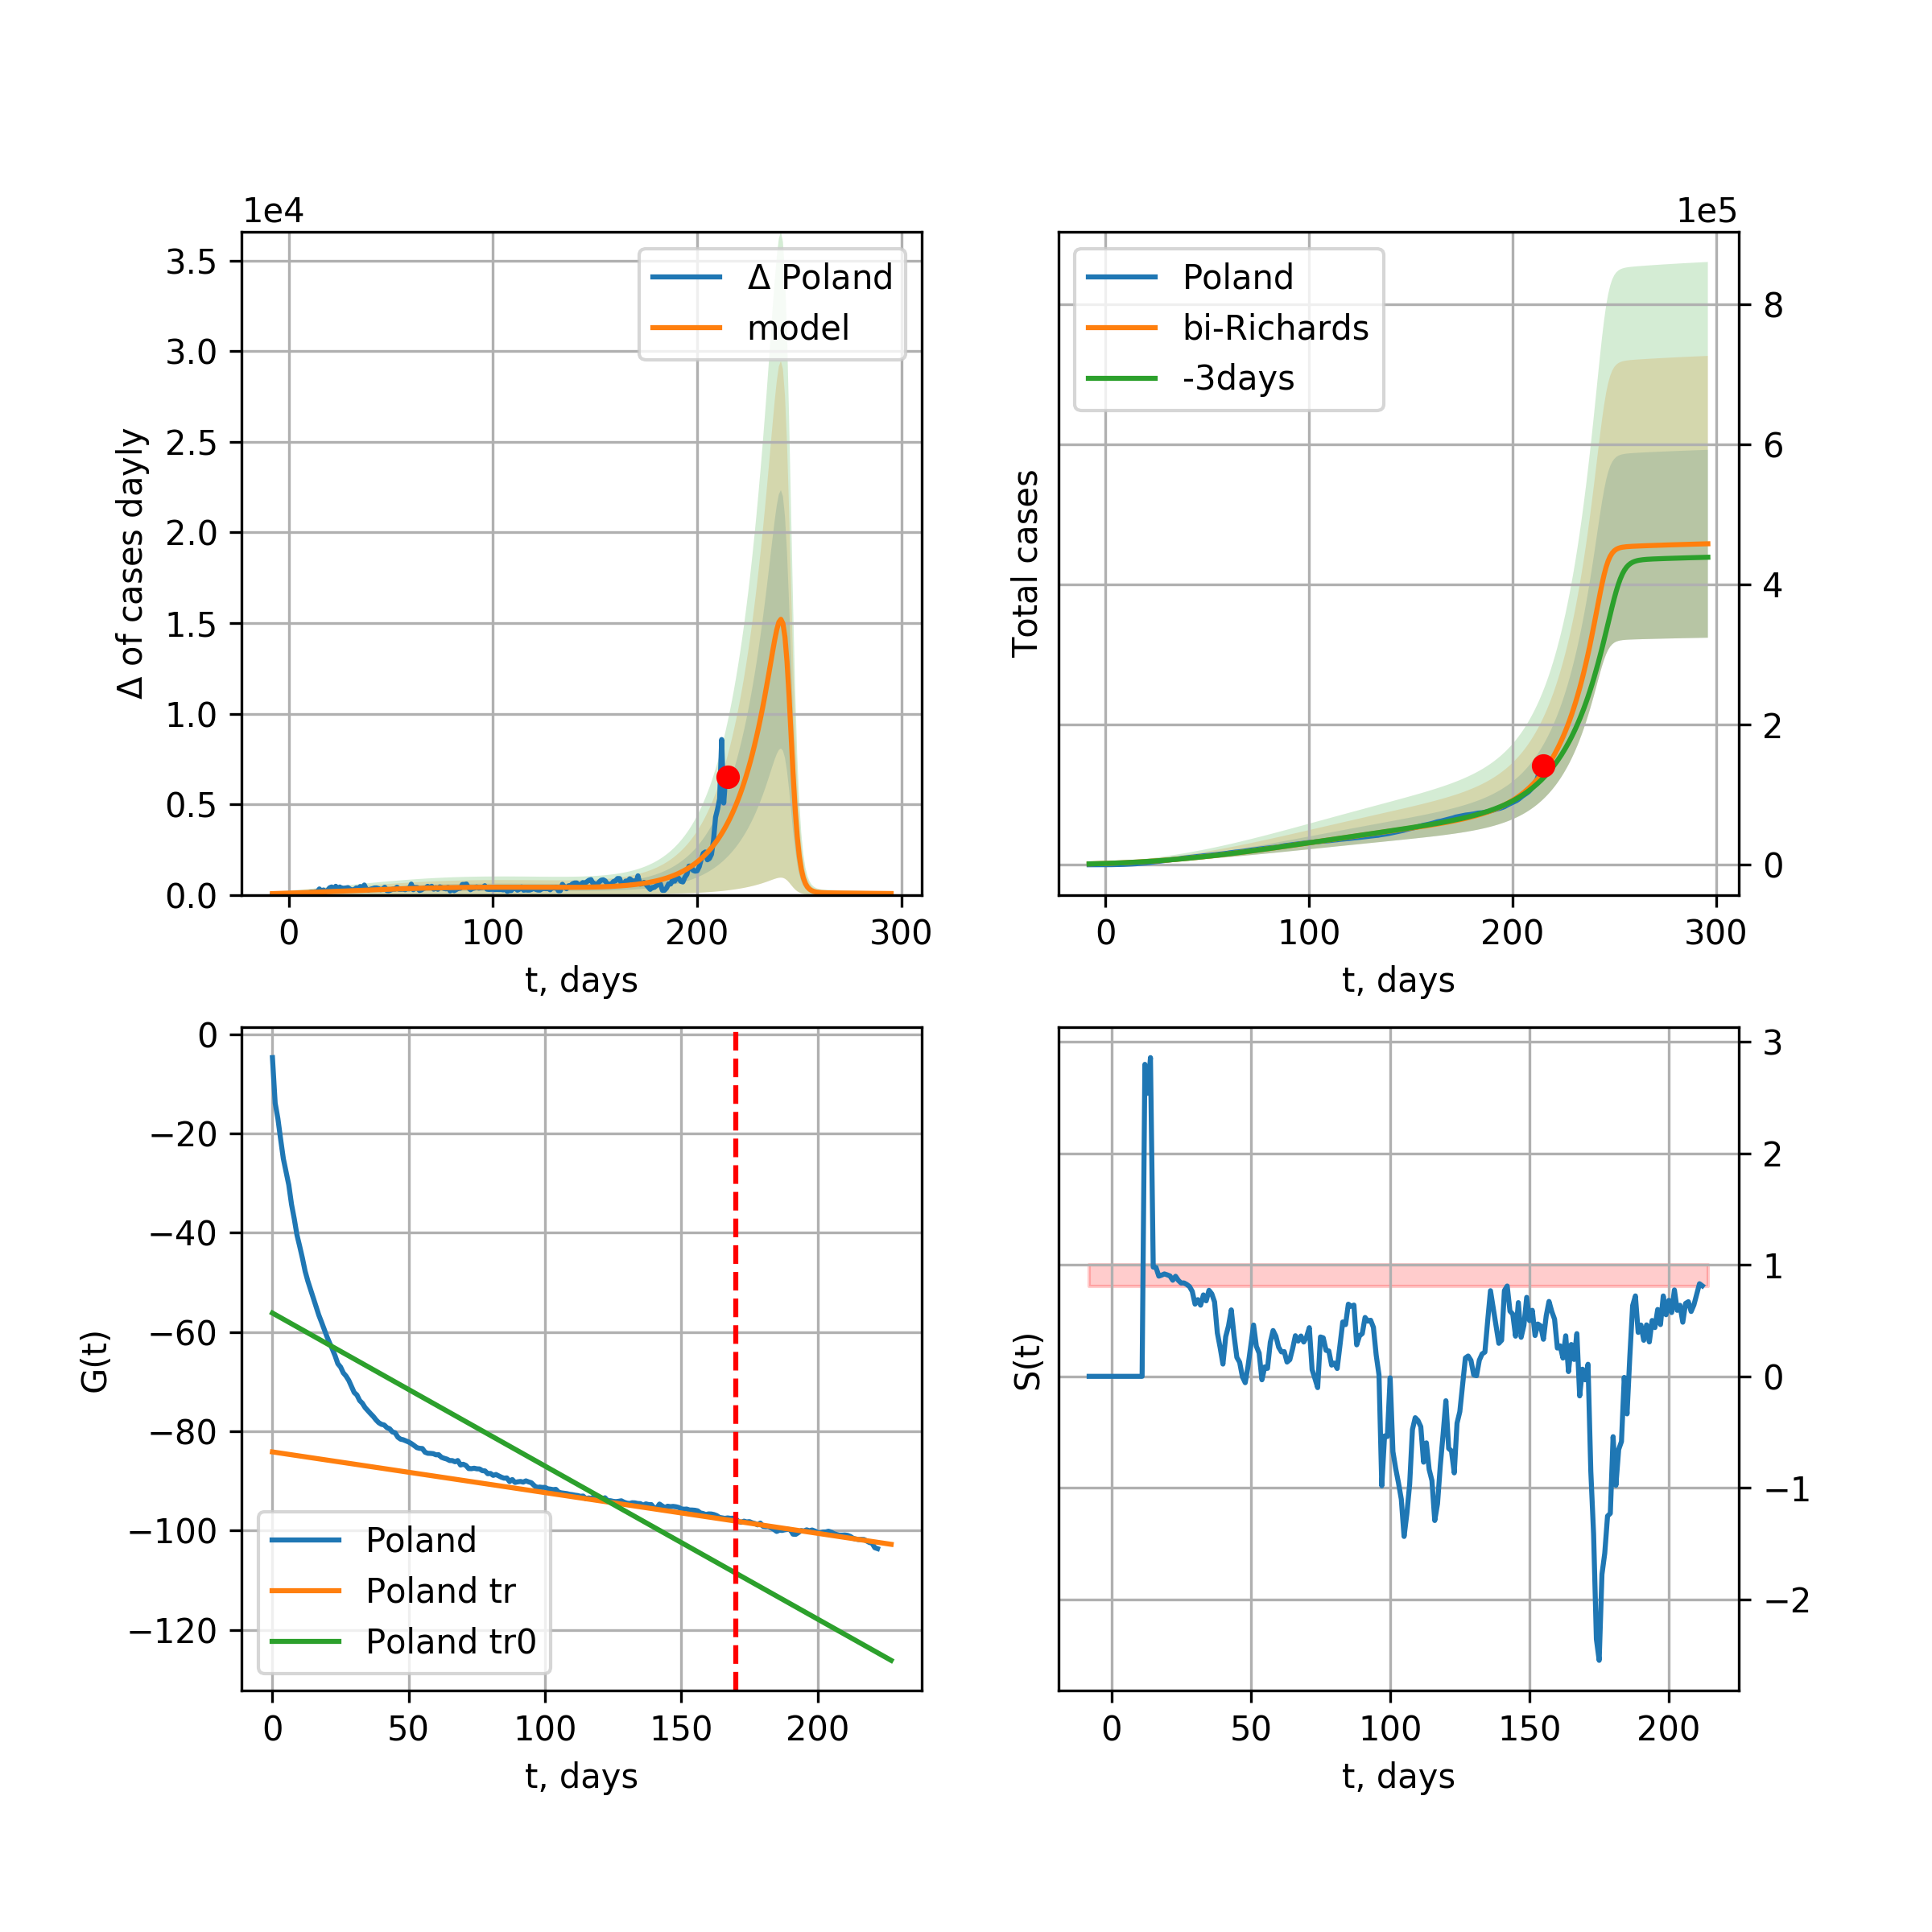 1e4
3.5
3.0
2.5
2.0
1.5
1.0
0.5
0.0
Δ of cases dayly
Δ Poland
model
0 100 200 300
t, days
1e5
Poland
bi-Richards
-3days
Total cases
8
6
4
2
0
0 100 200 300
t, days
0
−20
−40
−60
−80
−100
−120
G(t)
Poland
Poland tr
Poland tr0
0 50 100 150 200
t, days
S(t)
3
2
1
0
−1
−2
0 50 100 150 200
t, days